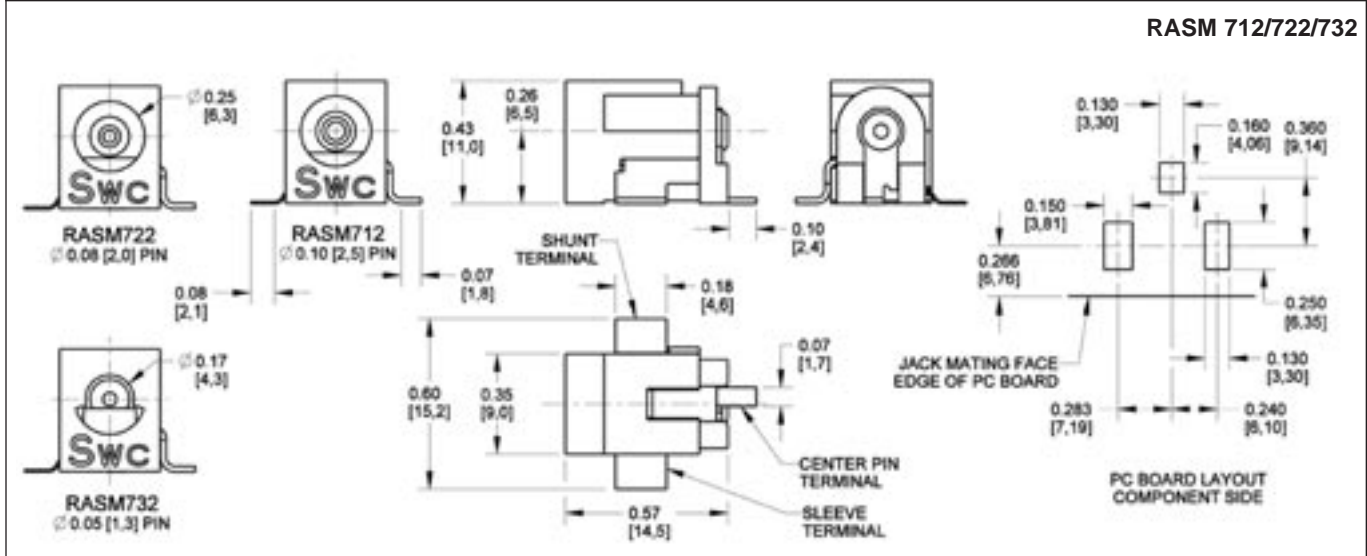 RASM 712/722/732
Ø 0.25
[6,3]
SWC
RASM722
Ø 0.08 [2,0] PIN
SWC
RASM712
Ø 0.10 [2,5] PIN
0.08
[2,1]
0.07
[1,8]
0.43
[11,0]
0.26
[6,5]
0.10
[2,4]
0.130
[3,30]
0.160
[4,06]
0.360
[9,14]
0.150
[3,81]
0.266
[6,76]
0.250
[6,35]
0.130
[3,30]
JACK MATING FACE
EDGE OF PC BOARD
0.283
[7,19]
0.240
[6,10]
PC BOARD LAYOUT
COMPONENT SIDE
Ø 0.17
[4,3]
SWC
RASM732
Ø 0.05 [1,3] PIN
SHUNT
TERMINAL
0.18
[4,6]
0.60
[15,2]
0.35
[9,0]
0.07
[1,7]
CENTER PIN
TERMINAL
SLEEVE
TERMINAL
0.57
[14,5]